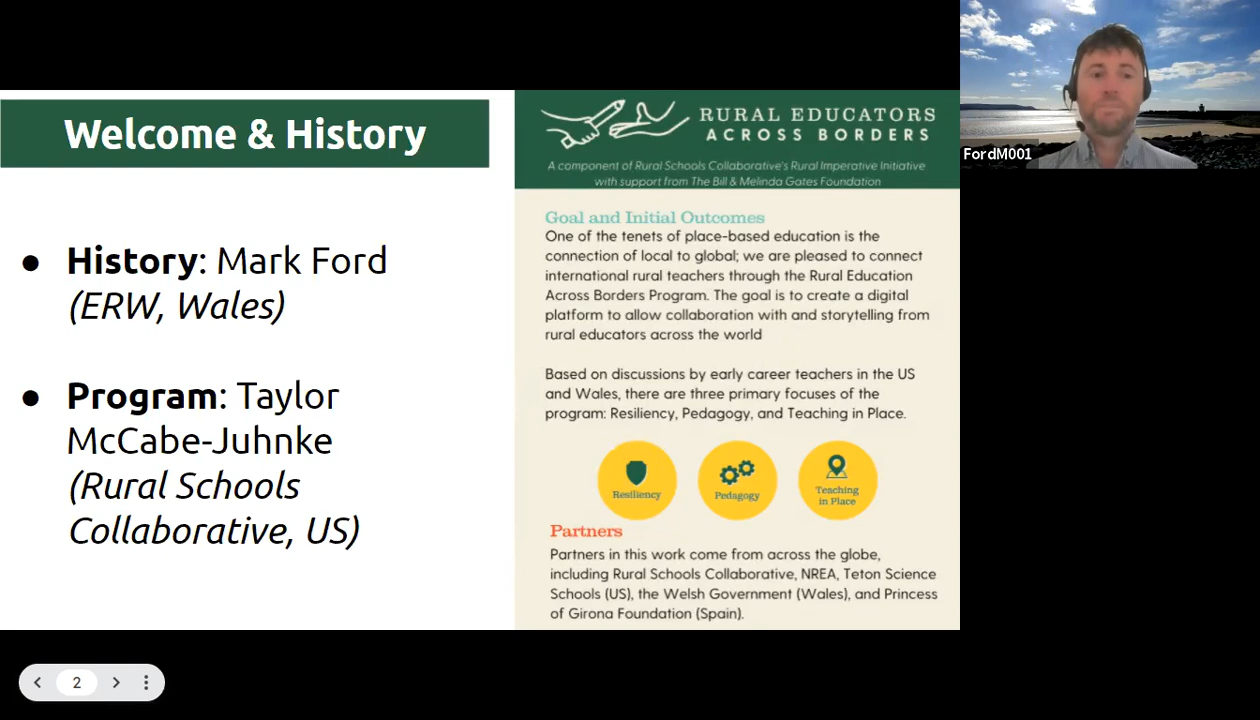 Welcome & History
● History: Mark Ford
(ERW, Wales)
● Program: Taylor
McCabe-Juhnke
(Rural Schools
Collaborative, US)
RURAL EDUCATORS
ACROSS BORDERS
A component of Rural Schools Collaborative's Rural Imperative Initiative
with support from The Bill & Melinda Gates Foundation
Goal and Initial Outcomes
One of the tenets of place-based education is the
connection of local to global; we are pleased to connect
international rural teachers through the Rural Education
Across Borders Program. The goal is to create a digital
platform to allow collaboration with and storytelling from
rural educators across the world
Based on discussions by early career teachers in the US
and Wales, there are three primary focuses of the
program: Resiliency, Pedagogy, and Teaching in Place.
Resiliency
Pedagogy
Teaching
in Place
Partners
Partners in this work come from across the globe,
including Rural Schools Collaborative, NREA, Teton Science
Schools (US), the Welsh Government (Wales), and Princess
of Girona Foundation (Spain).
FordM001
2